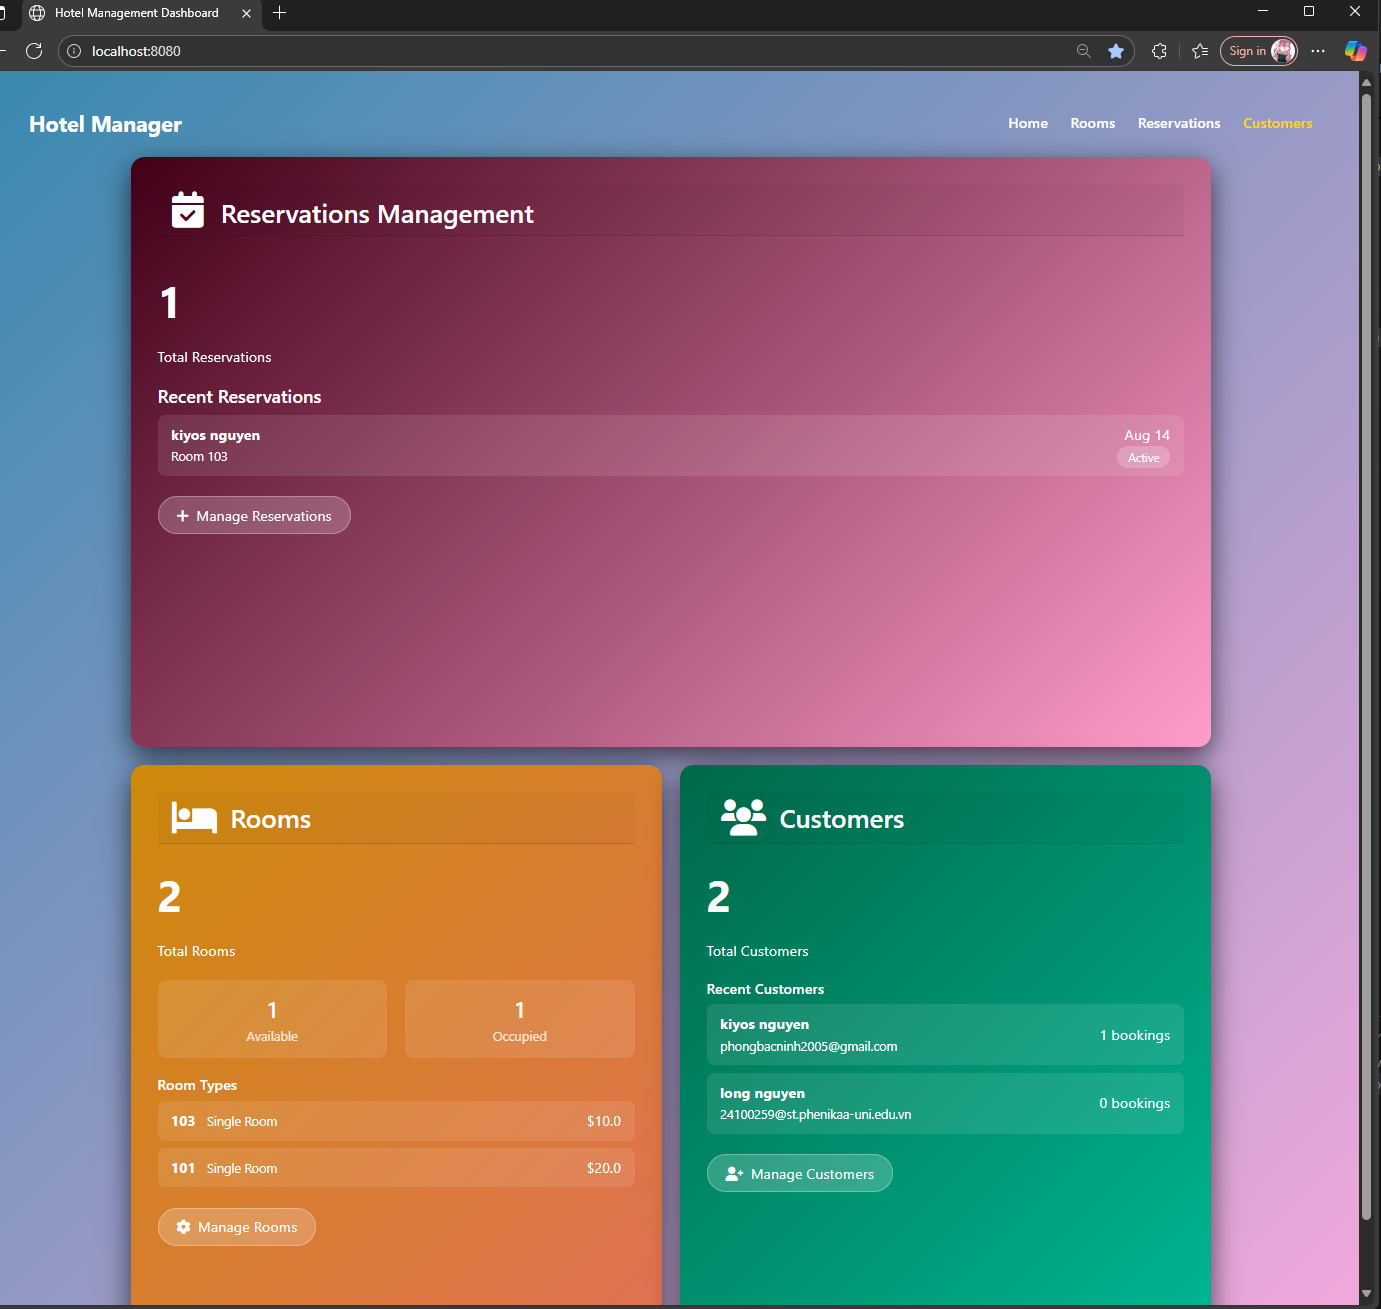 Hotel Management Dashboard
localhost:8080
Sign in
Hotel Manager
Home Rooms Reservations Customers
Reservations Management
1
Total Reservations
Recent Reservations
kiyos nguyen
Aug 14
Room 103
Active
Manage Reservations
Rooms
2
Total Rooms
1
Available
1
Occupied
Room Types
103 Single Room $10.0
101 Single Room $20.0
Manage Rooms
Customers
2
Total Customers
Recent Customers
kiyos nguyen
phongbacninh2005@gmail.com
1 bookings
long nguyen
24100259@st.phenikaa-uni.edu.vn
0 bookings
Manage Customers